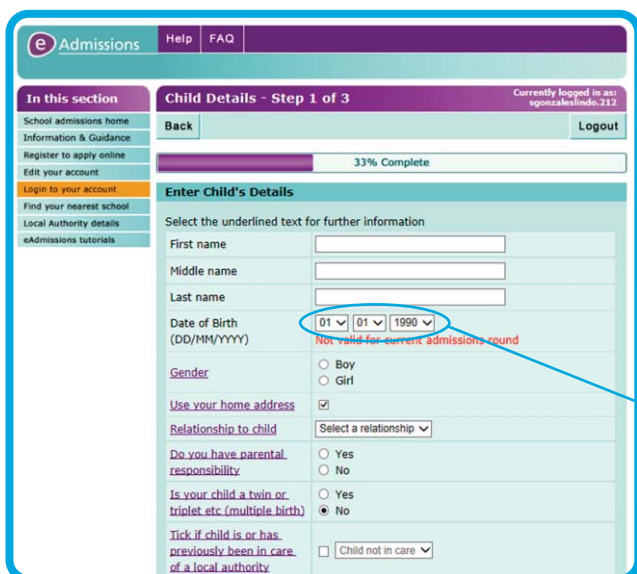 e Admissions
Help FAQ
In this section
School admissions home
Information & Guidance
Register to apply online
Edit your account
Login to your account
Find your nearest school
Local Authority details
eAdmissions tutorials
Child Details - Step 1 of 3
Currently logged in as:
sgonzaleslindo.212
Back
Logout
33% Complete
Enter Child's Details
Select the underlined text for further information
First name
Middle name
Last name
Date of Birth
(DD/MM/YYYY)
01 01 1990
Not valid for current admissions round
Gender
Boy
Girl
Use your home address
Relationship to child
Select a relationship
Do you have parental
responsibility
Yes
No
Is your child a twin or
triplet etc (multiple birth)
Yes
No
Tick if child is or has
previously been in care
of a local authority
Child not in care